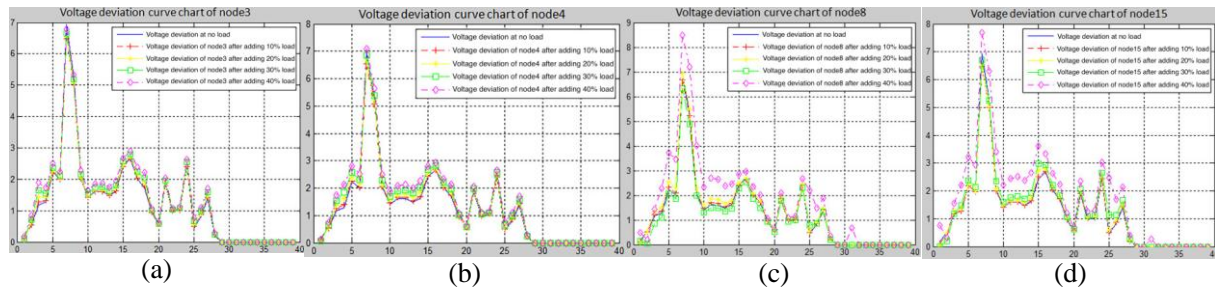 Voltage deviation curve chart of node3
Voltage deviation at no load
Voltage deviation of node3 after adding 10% load
Voltage deviation of node3 after adding 20% load
Voltage deviation of node3 after adding 30% load
Voltage deviation of node3 after adding 40% load
7
6
5
4
3
2
1
0
0 5 10 15 20 25 30 35 40
(a)
Voltage deviation curve chart of node4
Voltage deviation at no load
Voltage deviation of node4 after adding 10% load
Voltage deviation of node4 after adding 20% load
Voltage deviation of node4 after adding 30% load
Voltage deviation of node4 after adding 40% load
8
7
6
5
4
3
2
1
0
0 5 10 15 20 25 30 35 40
(b)
Voltage deviation curve chart of node8
Voltage deviation at no load
Voltage deviation of node8 after adding 10% load
Voltage deviation of node8 after adding 20% load
Voltage deviation of node8 after adding 30% load
Voltage deviation of node8 after adding 40% load
9
8
7
6
5
4
3
2
1
0
0 5 10 15 20 25 30 35 40
(c)
Voltage deviation curve chart of node15
Voltage deviation at no load
Voltage deviation of node15 after adding 10% load
Voltage deviation of node15 after adding 20% load
Voltage deviation of node15 after adding 30% load
Voltage deviation of node15 after adding 40% load
8
7
6
5
4
3
2
1
0
0 5 10 15 20 25 30 35 40
(d)